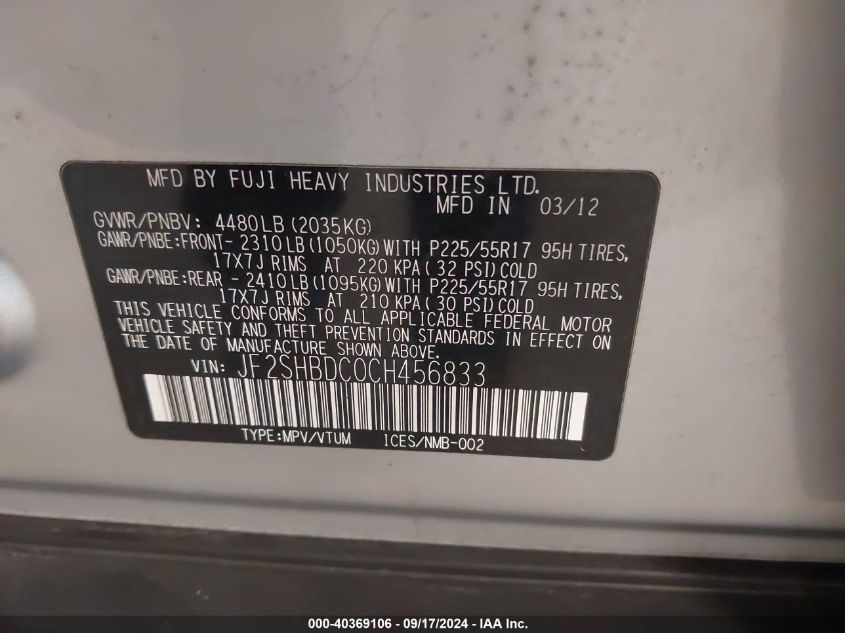 MFD BY FUJI HEAVY INDUSTRIES LTD.
MFD IN 03/12
GVWR/PNBV: 4480LB (2035KG)
GAWR/PNBE:FRONT- 2310LB (1050KG) WITH P225/55R17 95H TIRES,
17X7J RIMS AT 220 KPA ( 32 PSI) COLD
GAWR/PNBE:REAR - 2410LB (1095KG) WITH P225/55R17 95H TIRES,
17X7J RIMS AT 210 KPA ( 30 PSI) COLD
THIS VEHICLE CONFORMS TO ALL APPLICABLE FEDERAL MOTOR
VEHICLE SAFETY AND THEFT PREVENTION STANDARDS IN EFFECT ON
THE DATE OF MANUFACTURE SHOWN ABOVE.
VIN: JF2SHBDC0CH456833
TYPE:MPV/VTUM ICES/NMB-002
000-40369106 - 09/17/2024 - IAA Inc.